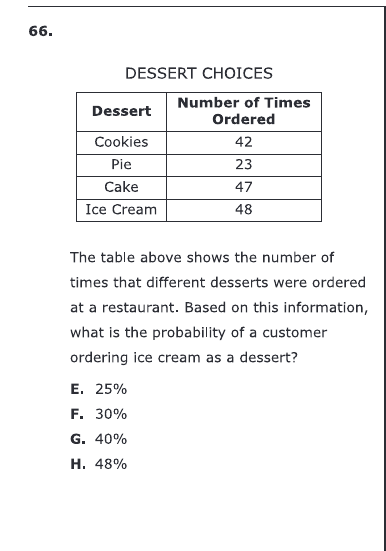 66.
DESSERT CHOICES
Dessert Number of Times Ordered
Cookies 42
Pie 23
Cake 47
Ice Cream 48
The table above shows the number of
times that different desserts were ordered
at a restaurant. Based on this information,
what is the probability of a customer
ordering ice cream as a dessert?
E. 25%
F. 30%
G. 40%
H. 48%